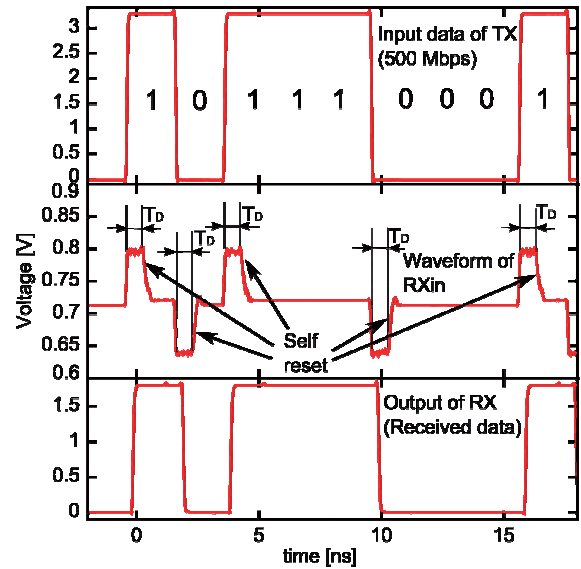 3
2.5
2
1.5
1
0.5
0
Input data of TX
(500 Mbps)
1 0 1 1 1 0 0 0 1
Voltage [V]
0.9
0.85
0.8
0.75
0.7
0.65
0.6
TD
TD
TD
TD
TD
Waveform of
RXin
Self
reset
1.5
1
0.5
0
Output of RX
(Received data)
0 5 10 15
time [ns]